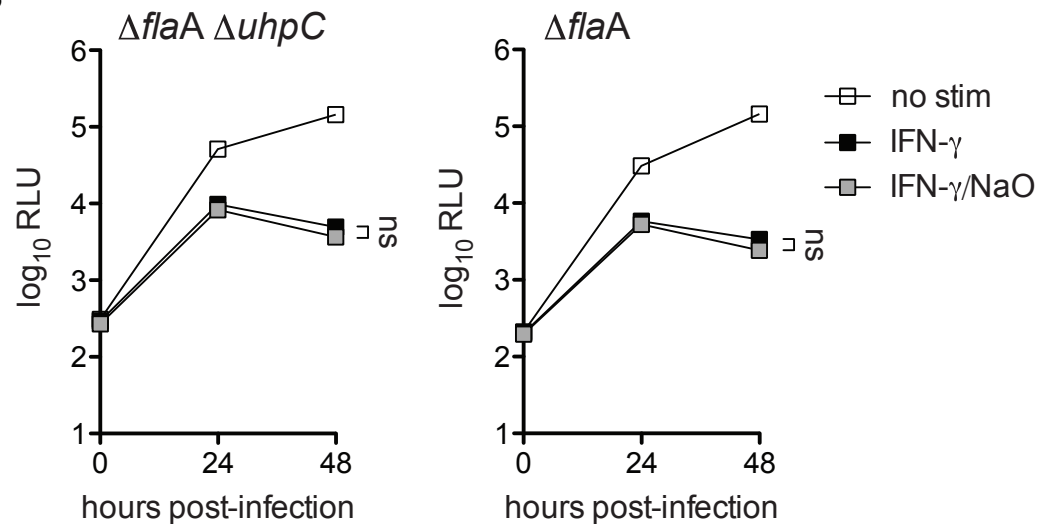 ΔflaA ΔuhpC
6
5
4
3
2
1
log10 RLU
0
24
48
hours post-infection
ns
ΔflaA
6
5
4
3
2
1
log10 RLU
0
24
48
hours post-infection
ns
no stim
IFN-γ
IFN-γ/NaO